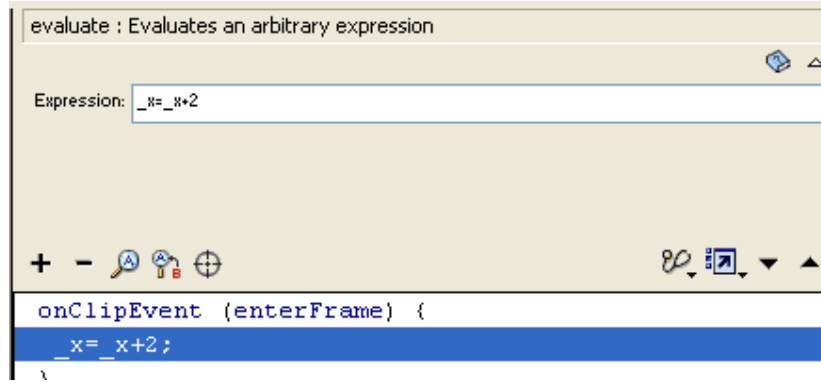 evaluate : Evaluates an arbitrary expression
Expression: _x=_x+2
onClipEvent (enterFrame) {
_x=_x+2;
}